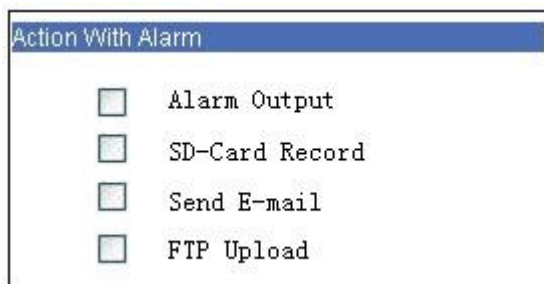 Action With Alarm
Alarm Output
SD-Card Record
Send E-mail
FTP Upload